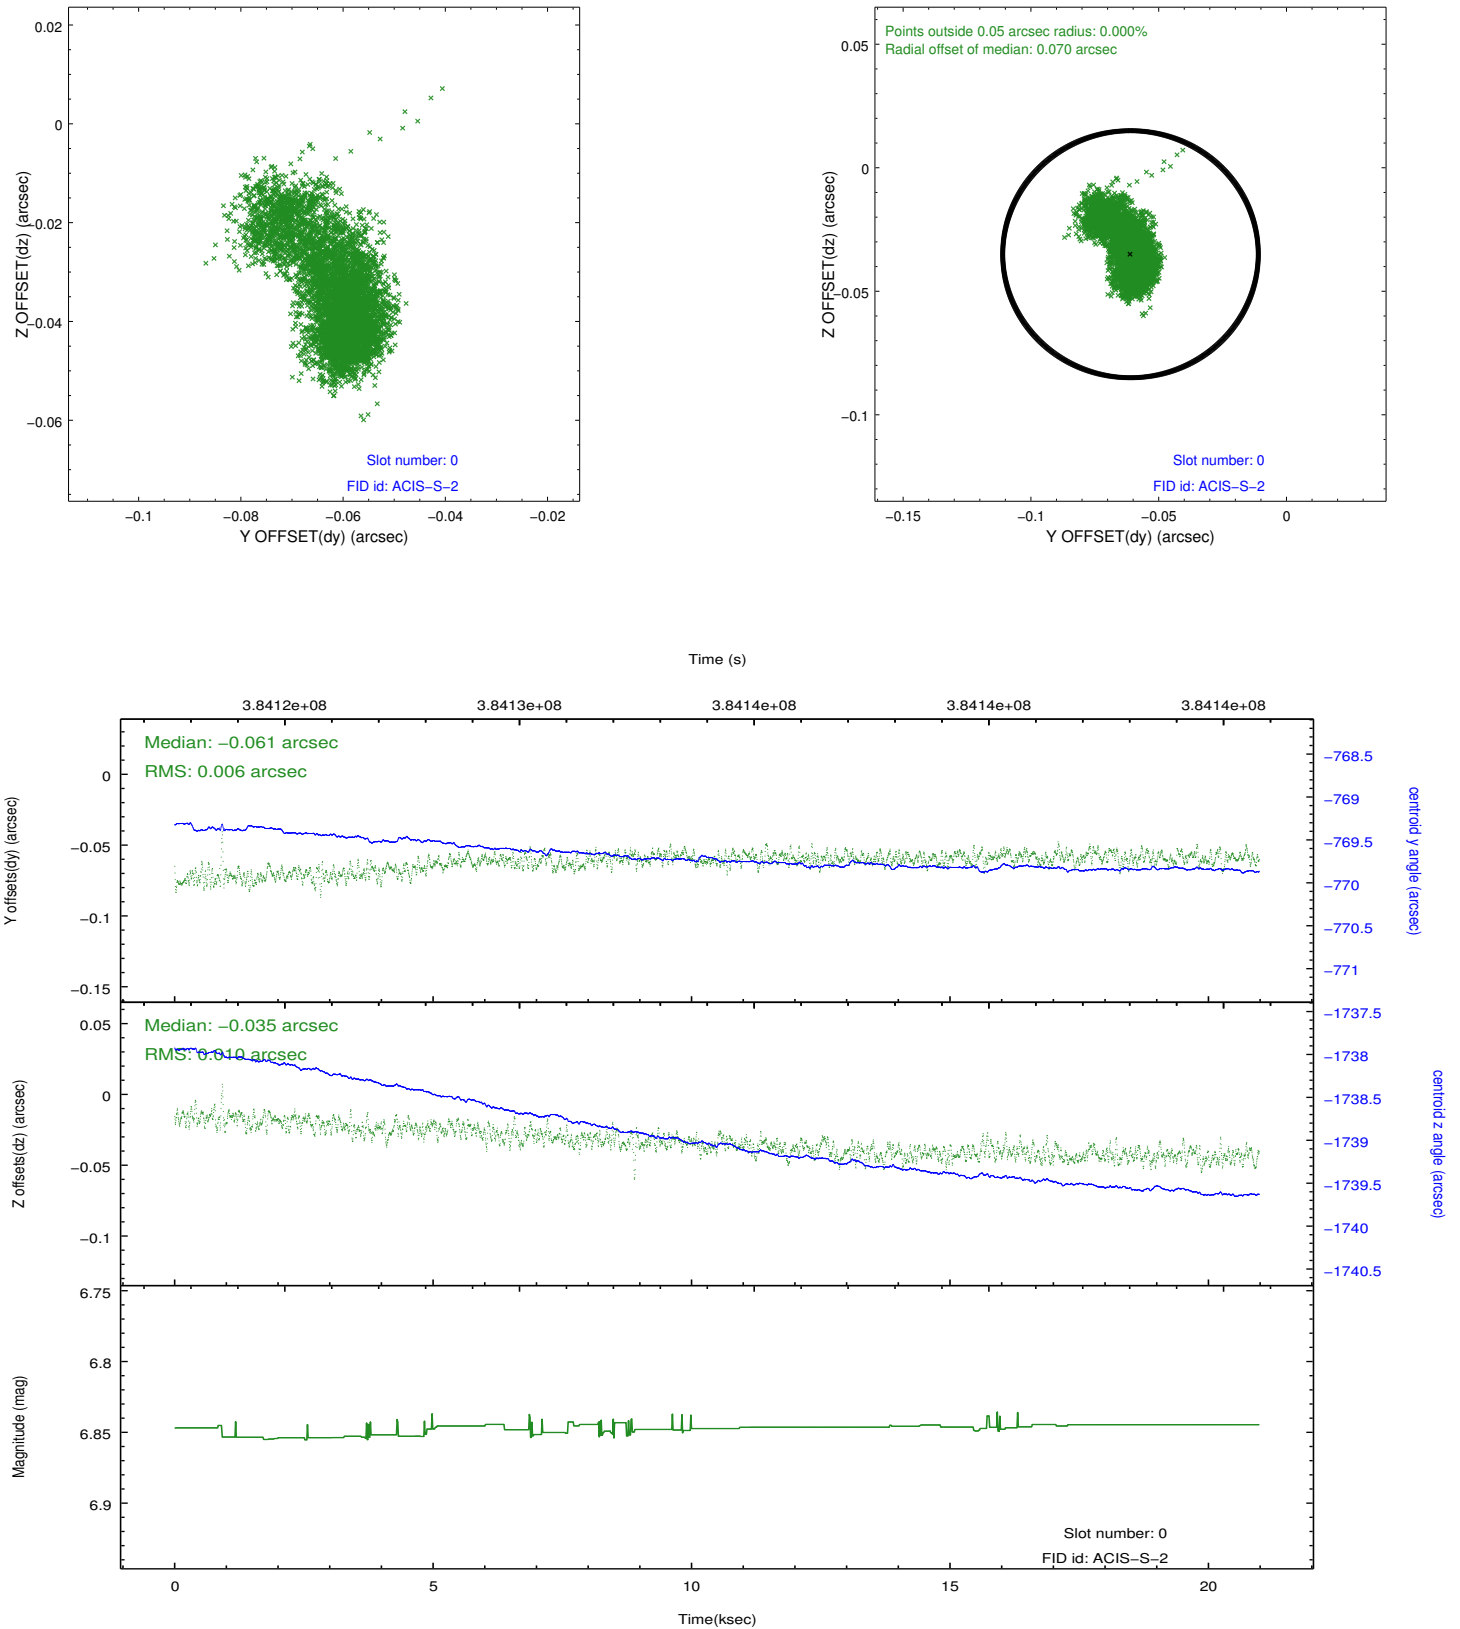 0.02
0
−0.02
−0.04
−0.06
Z OFFSET(dz) (arcsec)
Slot number: 0
FID id: ACIS−S−2
−0.1
−0.08
−0.06
−0.04
−0.02
Y OFFSET(dy) (arcsec)
Points outside 0.05 arcsec radius: 0.000%
Radial offset of median: 0.070 arcsec
0.05
0
−0.05
−0.1
Z OFFSET(dz) (arcsec)
Slot number: 0
FID id: ACIS−S−2
−0.15
−0.1
−0.05
0
Y OFFSET(dy) (arcsec)
Time (s)
3.8412e+08
3.8413e+08
3.8414e+08
3.8414e+08
3.8414e+08
Median: −0.061 arcsec
RMS: 0.006 arcsec
0
−0.05
−0.1
−0.15
Y offsets(dy) (arcsec)
−768.5
−769
−769.5
−770
−770.5
−771
centroid y angle (arcsec)
Median: −0.035 arcsec
RMS: 0.010 arcsec
0.05
0
−0.05
−0.1
Z offsets(dz) (arcsec)
−1737.5
−1738
−1738.5
−1739
−1739.5
−1740
−1740.5
centroid z angle (arcsec)
6.75
6.8
6.85
6.9
Magnitude (mag)
Slot number: 0
FID id: ACIS−S−2
0
5
10
15
20
Time(ksec)